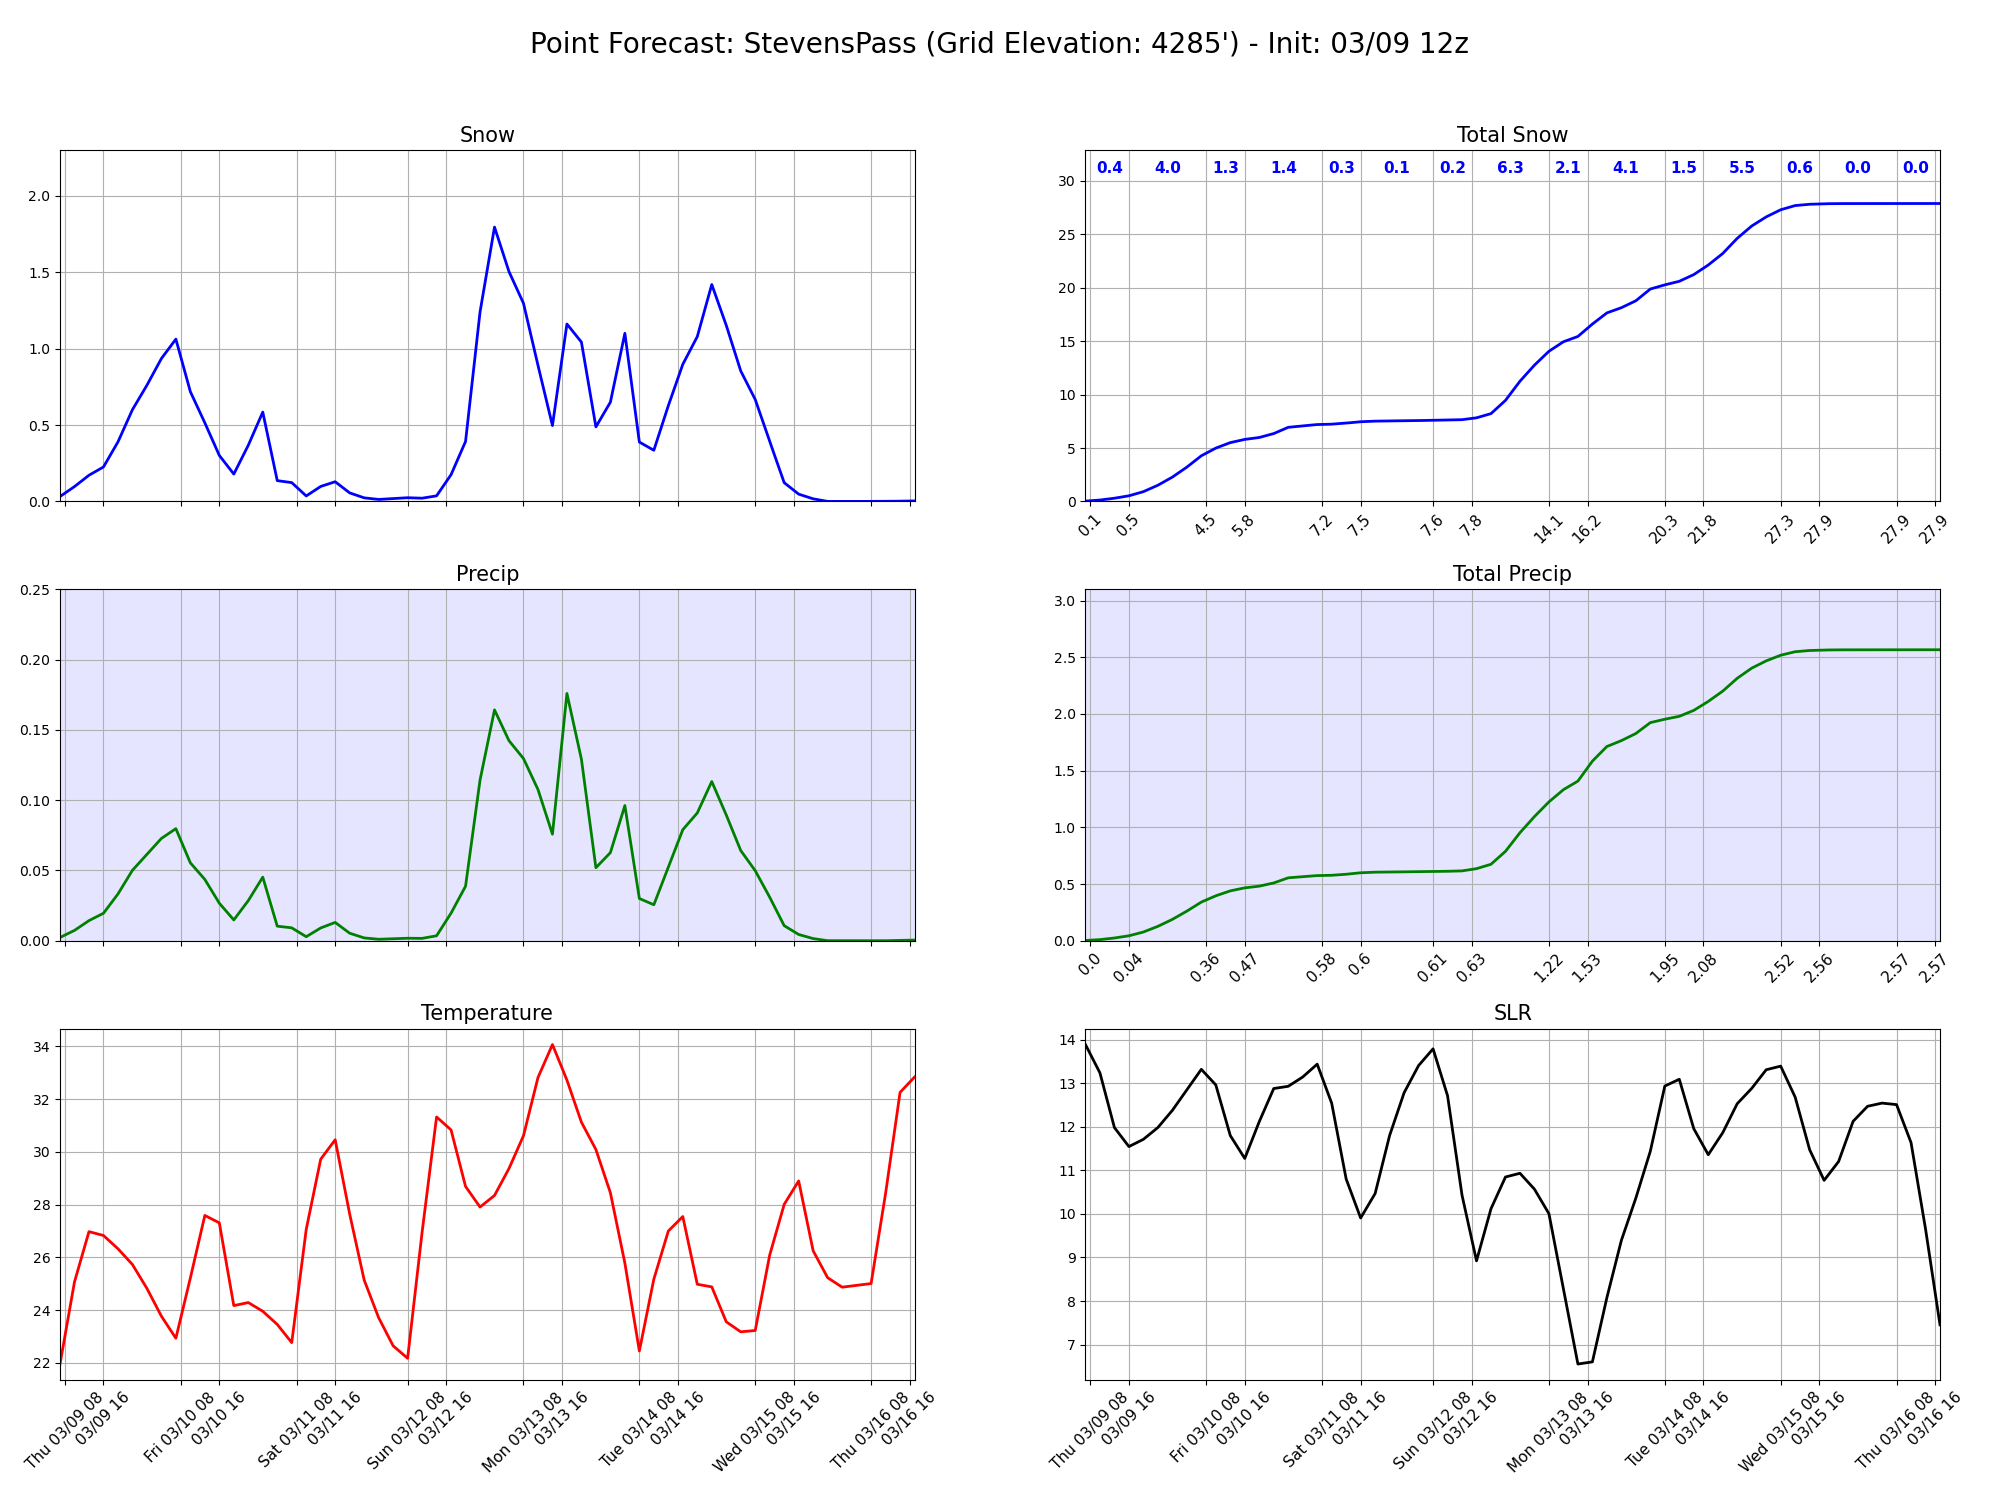 Point Forecast: StevensPass (Grid Elevation: 4285') - Init: 03/09 12z
Snow
2.0
1.5
1.0
0.5
0.0
Total Snow
0.4 4.0 1.3 1.4 0.3 0.1 0.2 6.3 2.1 4.1 1.5 5.5 0.6 0.0 0.0
30
25
20
15
10
5
0
0.1 0.5 4.5 5.8 7.2 7.5 7.6 7.8 14.1 16.2 20.3 21.8 27.3 27.9 27.9 27.9
Precip
0.25
0.20
0.15
0.10
0.05
0.00
Total Precip
3.0
2.5
2.0
1.5
1.0
0.5
0.0
0.0 0.04 0.36 0.47 0.58 0.6 0.61 0.63 1.22 1.53 1.95 2.08 2.52 2.56 2.57 2.57
Temperature
34
32
30
28
26
24
22
Thu 03/09 08
03/09 16
Fri 03/10 08
03/10 16
Sat 03/11 08
03/11 16
Sun 03/12 08
03/12 16
Mon 03/13 08
03/13 16
Tue 03/14 08
03/14 16
Wed 03/15 08
03/15 16
Thu 03/16 08
03/16 16
SLR
14
13
12
11
10
9
8
7
Thu 03/09 08
03/09 16
Fri 03/10 08
03/10 16
Sat 03/11 08
03/11 16
Sun 03/12 08
03/12 16
Mon 03/13 08
03/13 16
Tue 03/14 08
03/14 16
Wed 03/15 08
03/15 16
Thu 03/16 08
03/16 16